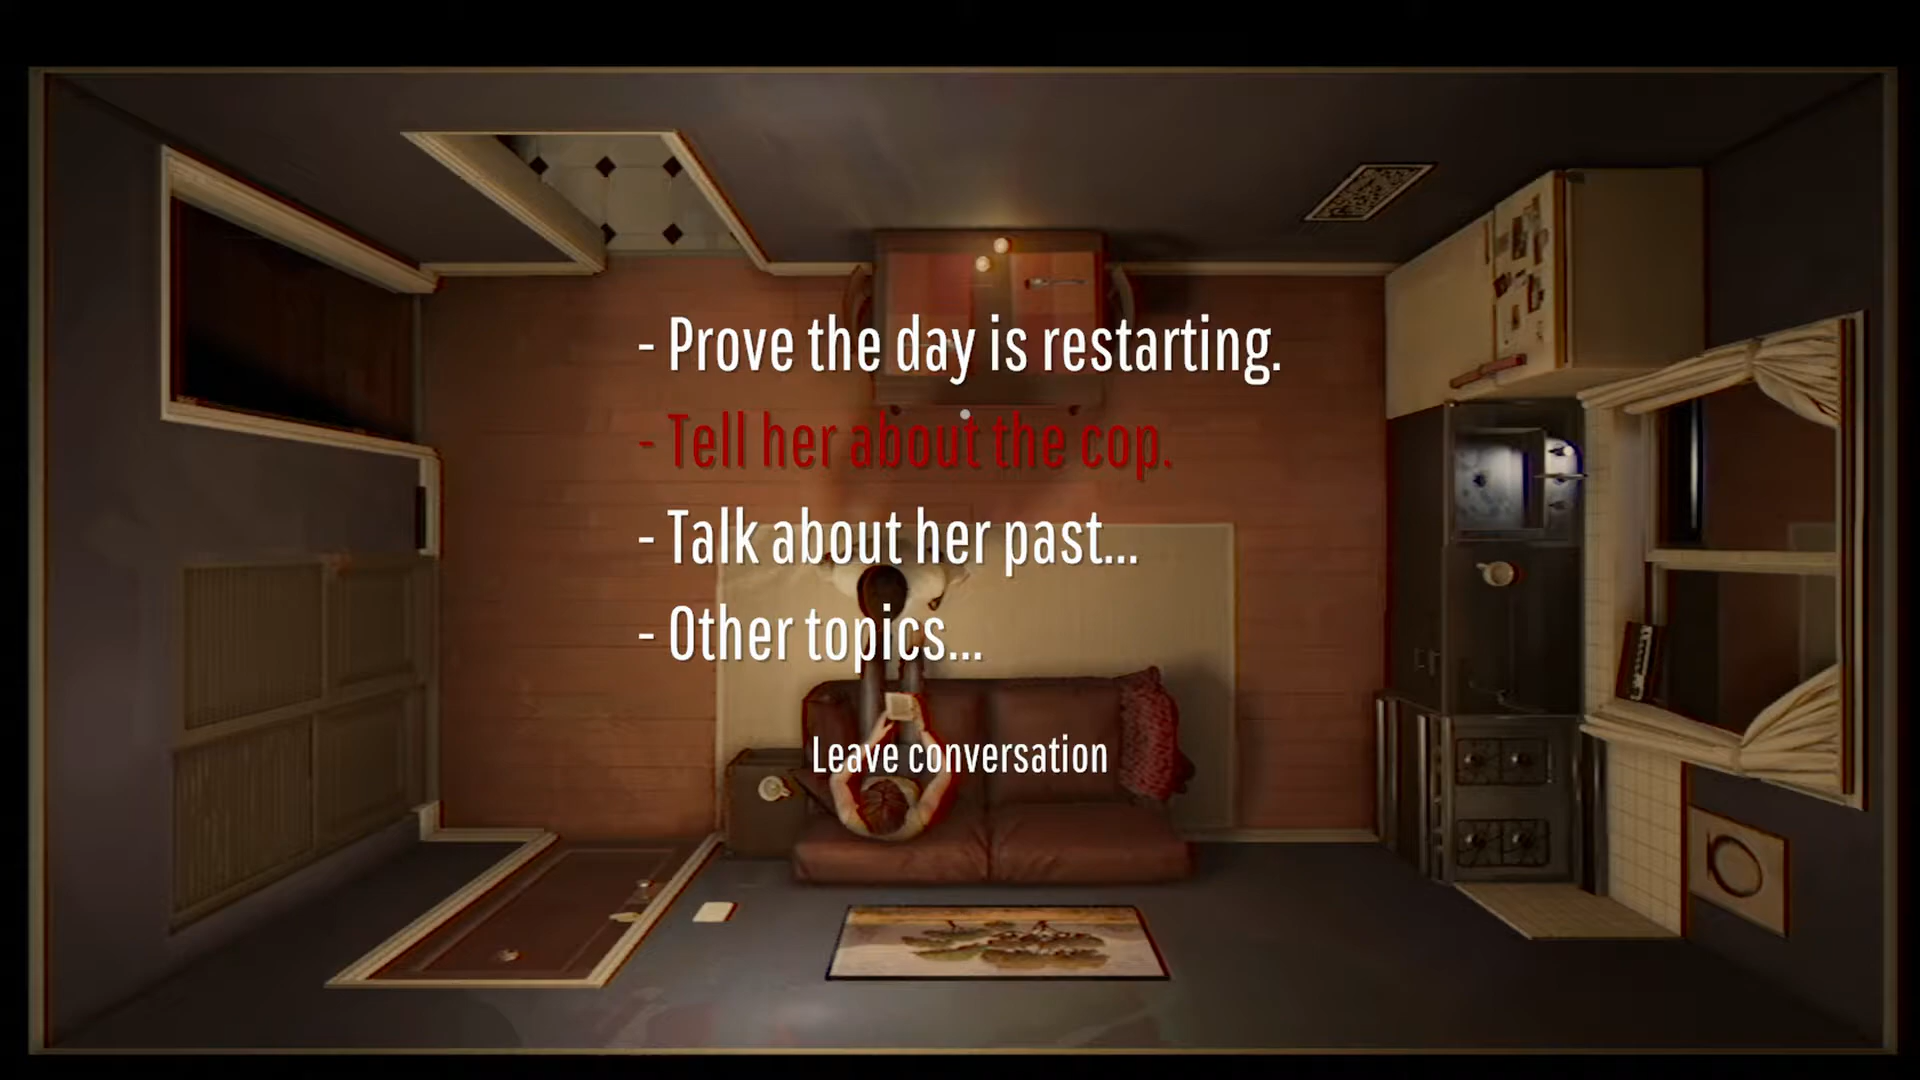 - Prove the day is restarting.
- Tell her about the cop.
- Talk about her past...
- Other topics...
Leave conversation